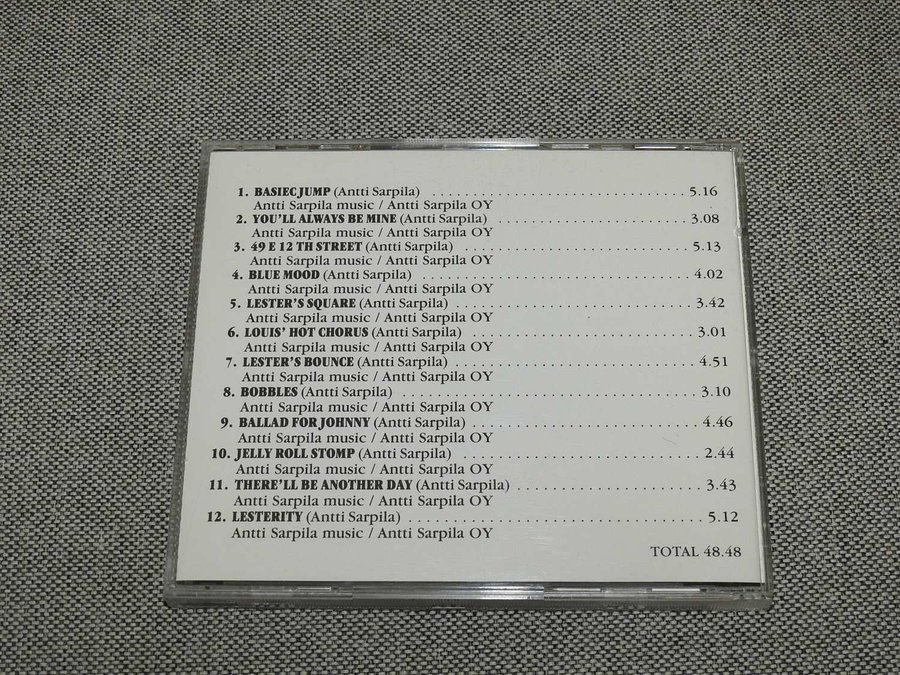 1. BASIEC JUMP (Antti Sarpila) . . . . . . . . . . . . . . . . . . . . . . . . . . . . . . . . . 5.16
Antti Sarpila music / Antti Sarpila OY
2. YOU'LL ALWAYS BE MINE (Antti Sarpila) . . . . . . . . . . . . . . . . . . . . . . . . . 3.08
Antti Sarpila music / Antti Sarpila OY
3. 49 E 12 TH STREET (Antti Sarpila) . . . . . . . . . . . . . . . . . . . . . . . . . . . . . 5.13
Antti Sarpila music / Antti Sarpila OY
4. BLUE MOOD (Antti Sarpila) . . . . . . . . . . . . . . . . . . . . . . . . . . . . . . . . . . 4.02
Antti Sarpila music / Antti Sarpila OY
5. LESTER'S SQUARE (Antti Sarpila) . . . . . . . . . . . . . . . . . . . . . . . . . . . . . . 3.42
Antti Sarpila music / Antti Sarpila OY
6. LOUIS' HOT CHORUS (Antti Sarpila) . . . . . . . . . . . . . . . . . . . . . . . . . . . . 3.01
Antti Sarpila music / Antti Sarpila OY
7. LESTER'S BOUNCE (Antti Sarpila) . . . . . . . . . . . . . . . . . . . . . . . . . . . . . . 4.51
Antti Sarpila music / Antti Sarpila OY
8. BOBBLES (Antti Sarpila) . . . . . . . . . . . . . . . . . . . . . . . . . . . . . . . . . . . . 3.10
Antti Sarpila music / Antti Sarpila OY
9. BALLAD FOR JOHNNY (Antti Sarpila) . . . . . . . . . . . . . . . . . . . . . . . . . . . . 4.46
Antti Sarpila music / Antti Sarpila OY
10. JELLY ROLL STOMP (Antti Sarpila) . . . . . . . . . . . . . . . . . . . . . . . . . . . . . 2.44
Antti Sarpila music / Antti Sarpila OY
11. THERE'LL BE ANOTHER DAY (Antti Sarpila) . . . . . . . . . . . . . . . . . . . . . . . 3.43
Antti Sarpila music / Antti Sarpila OY
12. LESTERITY (Antti Sarpila) . . . . . . . . . . . . . . . . . . . . . . . . . . . . . . . . . . . 5.12
Antti Sarpila music / Antti Sarpila OY
TOTAL 48.48